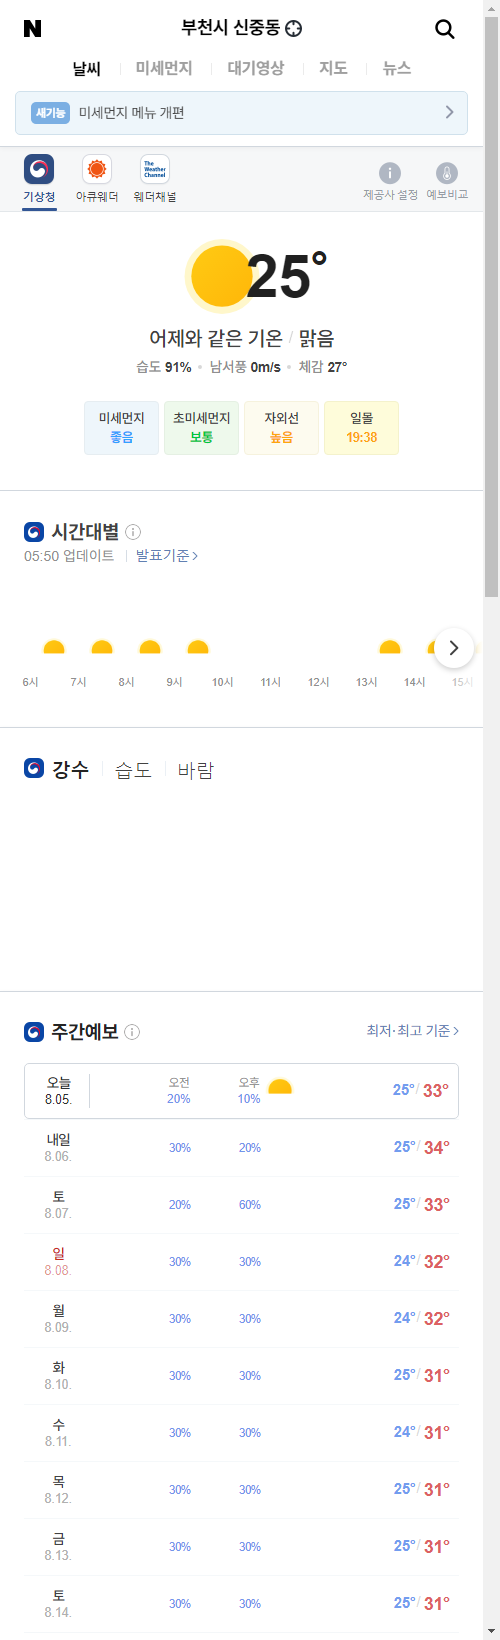 N 부천시 신중동
날씨 미세먼지 대기영상 지도 뉴스
새기능 미세먼지 메뉴 개편
The Weather Channel
기상청 아큐웨더 웨더채널 제공사 설정 예보비교
25°
어제와 같은 기온 / 맑음
습도 91% • 남서풍 0m/s • 체감 27°
미세먼지 초미세먼지 자외선 일몰
좋음 보통 높음 19:38
시간대별
05:50 업데이트 발표기준
6시 7시 8시 9시 10시 11시 12시 13시 14시 15시
강수 습도 바람
주간예보 최저·최고 기준
오늘 오전 오후
8.05. 20% 10% 25°/ 33°
내일
8.06. 30% 20% 25°/ 34°
토
8.07. 20% 60% 25°/ 33°
일
8.08. 30% 30% 24°/ 32°
월
8.09. 30% 30% 24°/ 32°
화
8.10. 30% 30% 25°/ 31°
수
8.11. 30% 30% 24°/ 31°
목
8.12. 30% 30% 25°/ 31°
금
8.13. 30% 30% 25°/ 31°
토
8.14. 30% 30% 25°/ 31°